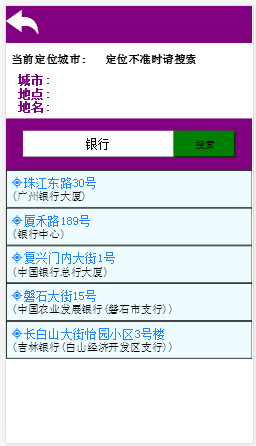 当前定位城市： 定位不准时请搜索
城市：
地点：
地名：
银行 搜索
珠江东路30号
(广州银行大厦)
厦禾路189号
(银行中心)
复兴门内大街1号
(中国银行总行大厦)
磐石大街15号
(中国农业发展银行(磐石市支行))
长白山大街怡园小区3号楼
(吉林银行(白山经济开发区支行))